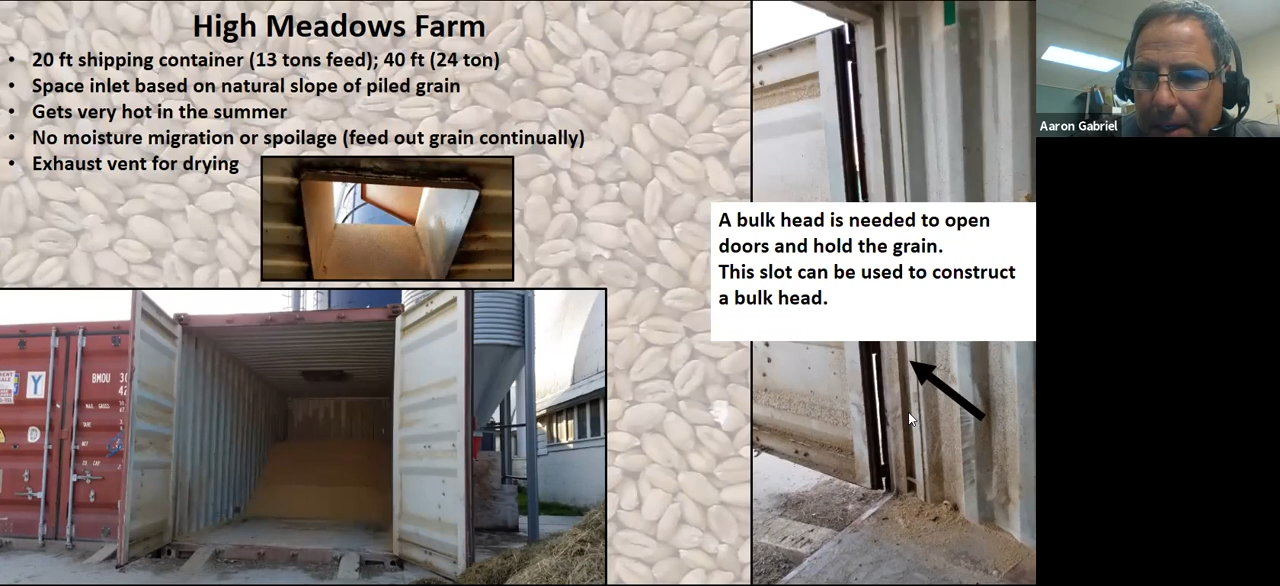 High Meadows Farm
• 20 ft shipping container (13 tons feed); 40 ft (24 ton)
• Space inlet based on natural slope of piled grain
• Gets very hot in the summer
• No moisture migration or spoilage (feed out grain continually)
• Exhaust vent for drying
A bulk head is needed to open
doors and hold the grain.
This slot can be used to construct
a bulk head.
Aaron Gabriel
Y
BMOU 30